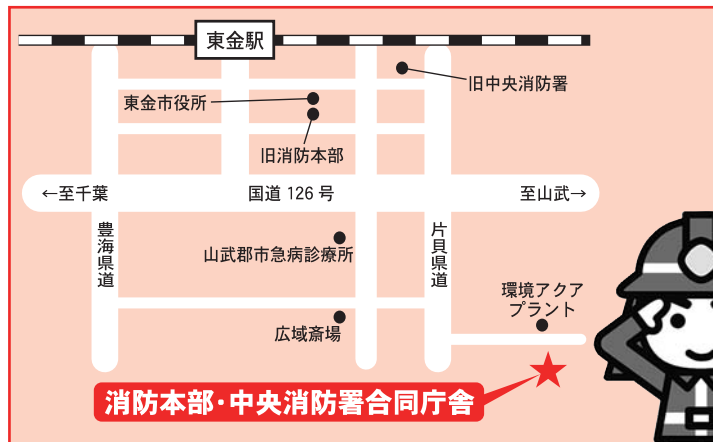 東金駅
旧中央消防署
東金市役所
旧消防本部
←至千葉
国道 126 号
至山武→
豊海県道
片貝県道
山武郡市急病診療所
環境アクア
プラント
広域斎場
消防本部・中央消防署合同庁舎